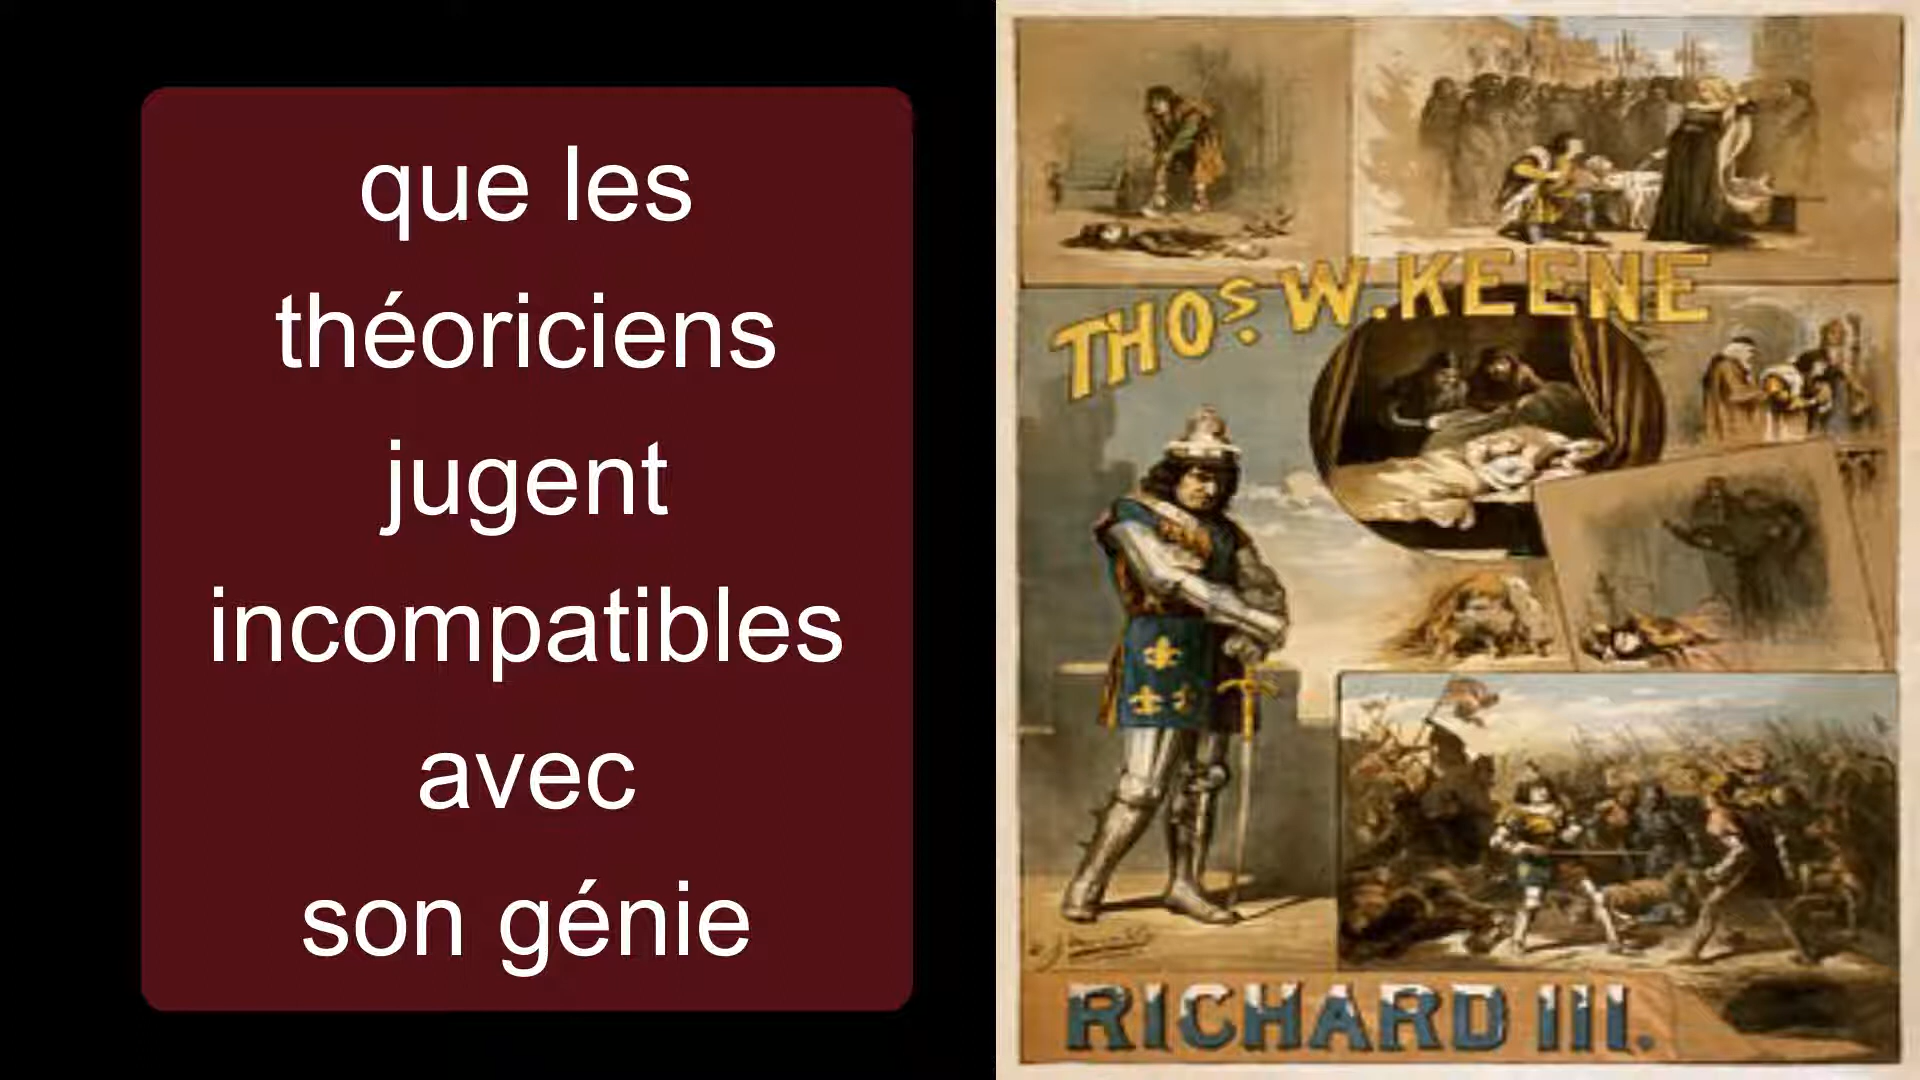 que les
théoriciens
jugent
incompatibles
avec
son génie
THOS. W. KEENE
RICHARD III.